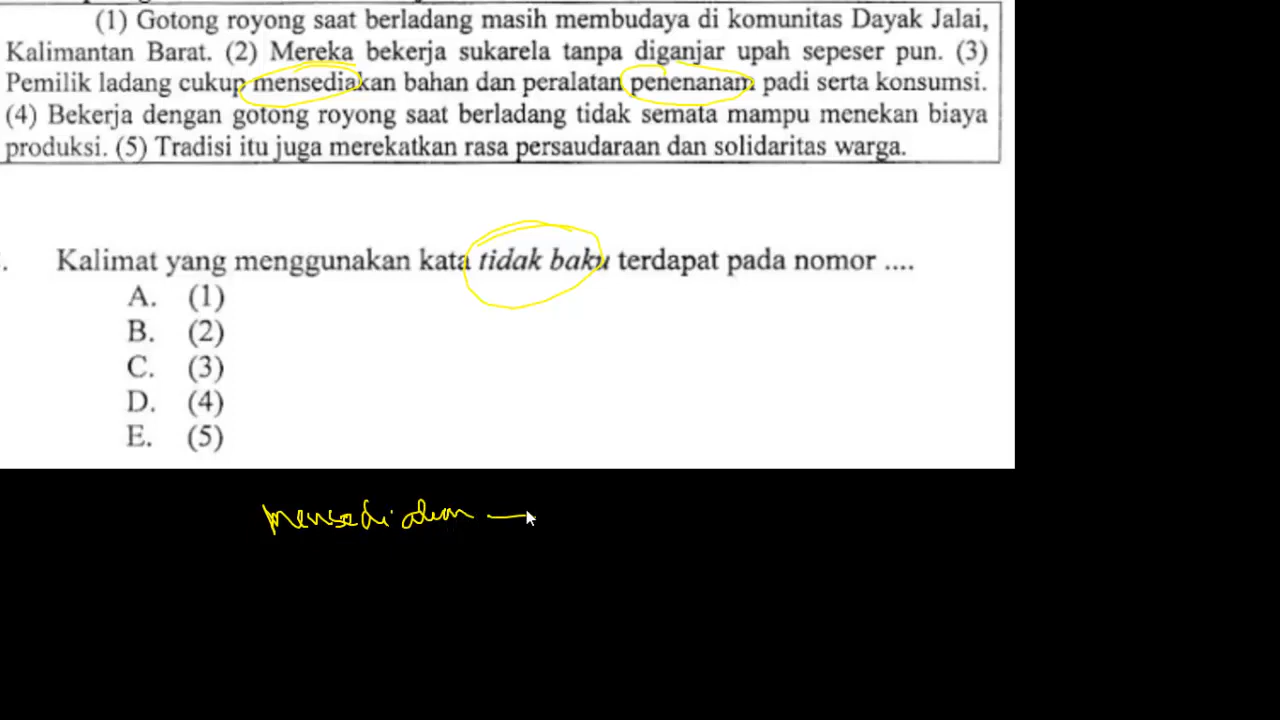 (1) Gotong royong saat berladang masih membudaya di komunitas Dayak Jalai,
Kalimantan Barat. (2) Mereka bekerja sukarela tanpa diganjar upah sepeser pun. (3)
Pemilik ladang cukup mensediakan bahan dan peralatan penenanam padi serta konsumsi.
(4) Bekerja dengan gotong royong saat berladang tidak semata mampu menekan biaya
produksi. (5) Tradisi itu juga merekatkan rasa persaudaraan dan solidaritas warga.
Kalimat yang menggunakan kata tidak baku terdapat pada nomor ....
A. (1)
B. (2)
C. (3)
D. (4)
E. (5)
mensediakan